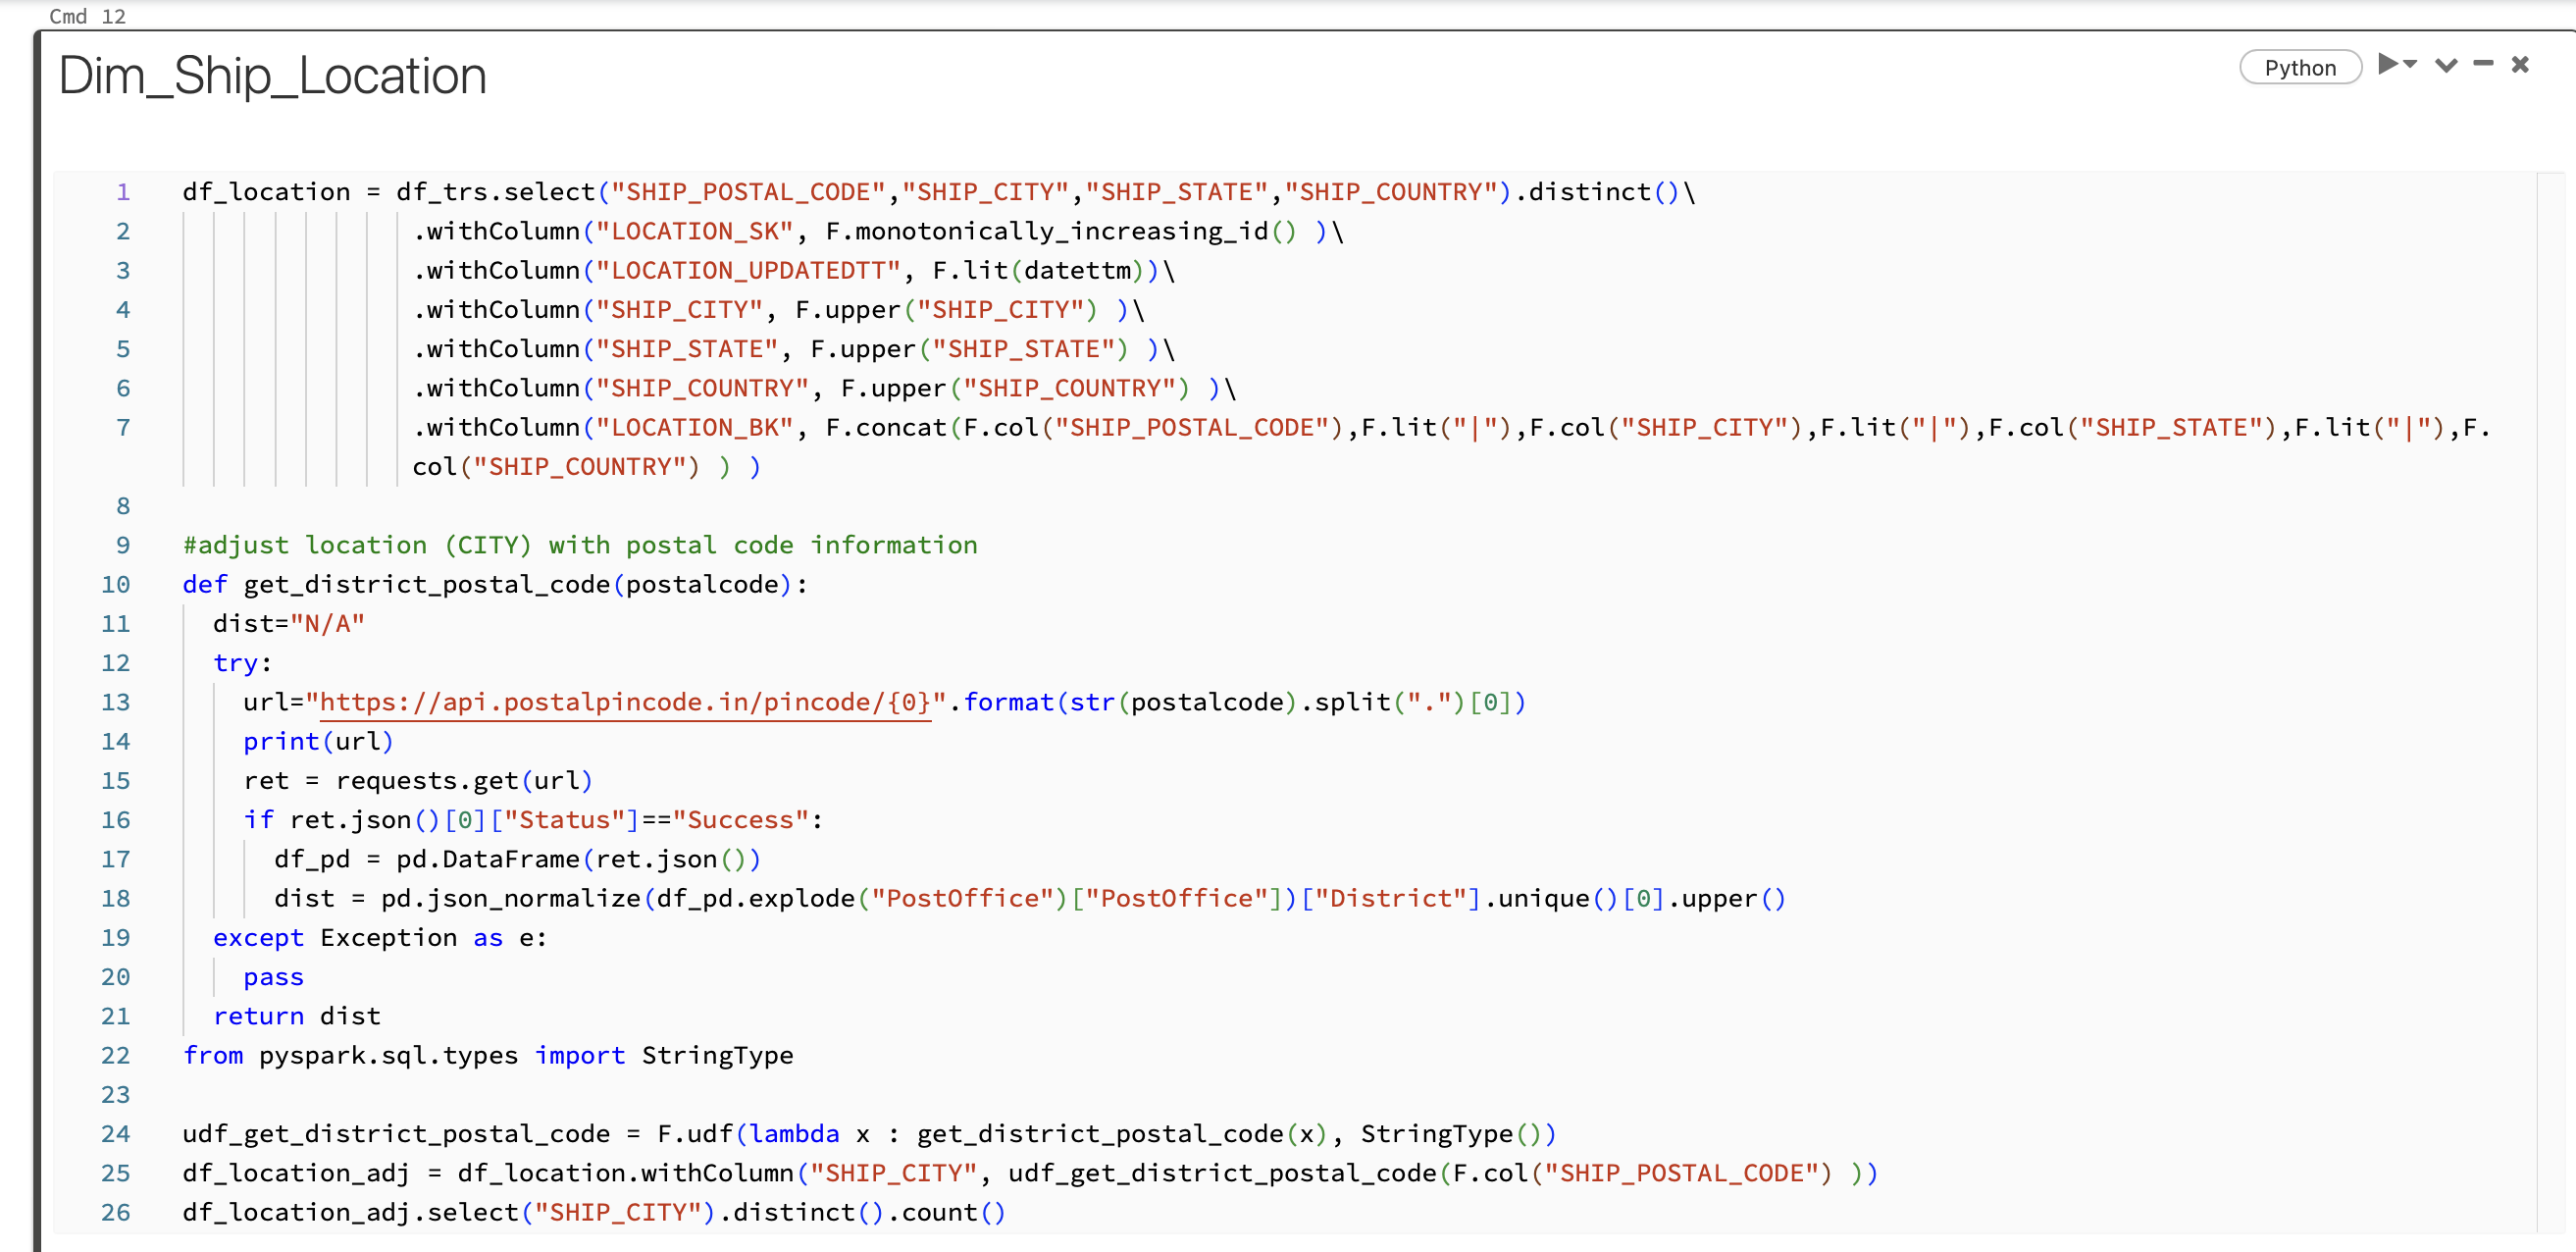 Cmd 12
Dim_Ship_Location
Python
1 df_location = df_trs.select("SHIP_POSTAL_CODE","SHIP_CITY","SHIP_STATE","SHIP_COUNTRY").distinct()\
2 .withColumn("LOCATION_SK", F.monotonically_increasing_id() )\
3 .withColumn("LOCATION_UPDATEDTT", F.lit(datettm))\
4 .withColumn("SHIP_CITY", F.upper("SHIP_CITY") )\
5 .withColumn("SHIP_STATE", F.upper("SHIP_STATE") )\
6 .withColumn("SHIP_COUNTRY", F.upper("SHIP_COUNTRY") )\
7 .withColumn("LOCATION_BK", F.concat(F.col("SHIP_POSTAL_CODE"),F.lit("|"),F.col("SHIP_CITY"),F.lit("|"),F.col("SHIP_STATE"),F.lit("|"),F.
col("SHIP_COUNTRY") ) )
8
9 #adjust location (CITY) with postal code information
10 def get_district_postal_code(postalcode):
11 dist="N/A"
12 try:
13 url="https://api.postalpincode.in/pincode/{0}".format(str(postalcode).split(".")[0])
14 print(url)
15 ret = requests.get(url)
16 if ret.json()[0]["Status"]=="Success":
17 df_pd = pd.DataFrame(ret.json())
18 dist = pd.json_normalize(df_pd.explode("PostOffice")["PostOffice"])["District"].unique()[0].upper()
19 except Exception as e:
20 pass
21 return dist
22 from pyspark.sql.types import StringType
23
24 udf_get_district_postal_code = F.udf(lambda x : get_district_postal_code(x), StringType())
25 df_location_adj = df_location.withColumn("SHIP_CITY", udf_get_district_postal_code(F.col("SHIP_POSTAL_CODE") ))
26 df_location_adj.select("SHIP_CITY").distinct().count()